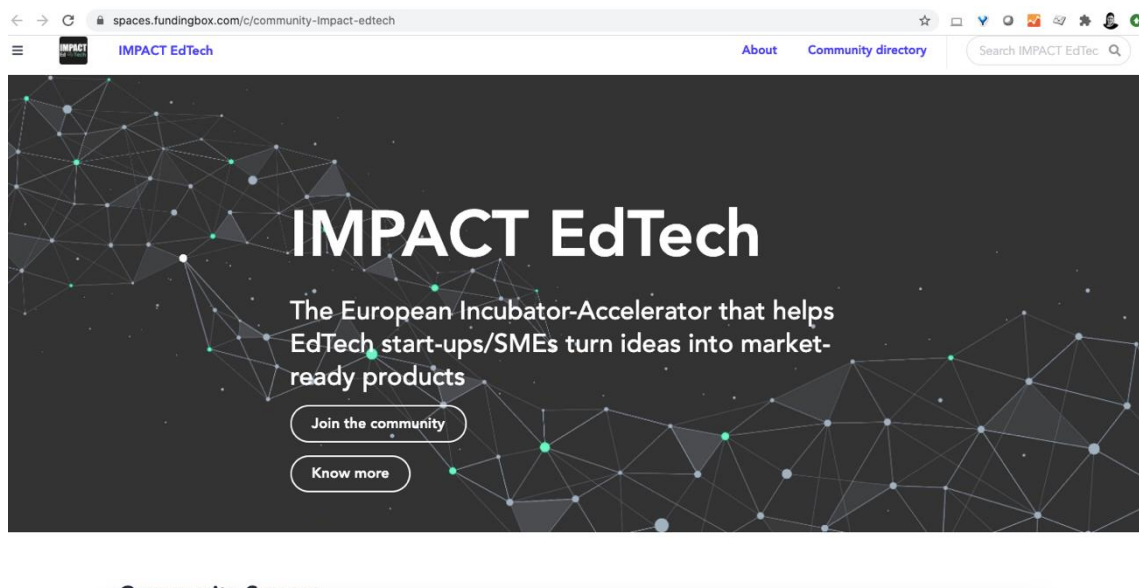 spaces.fundingbox.com/c/community-Impact-edtech
IMPACT
IMPACT EdTech
About
Community directory
Search IMPACT EdTec
IMPACT EdTech
The European Incubator-Accelerator that helps
EdTech start-ups/SMEs turn ideas into market-
ready products
Join the community
Know more